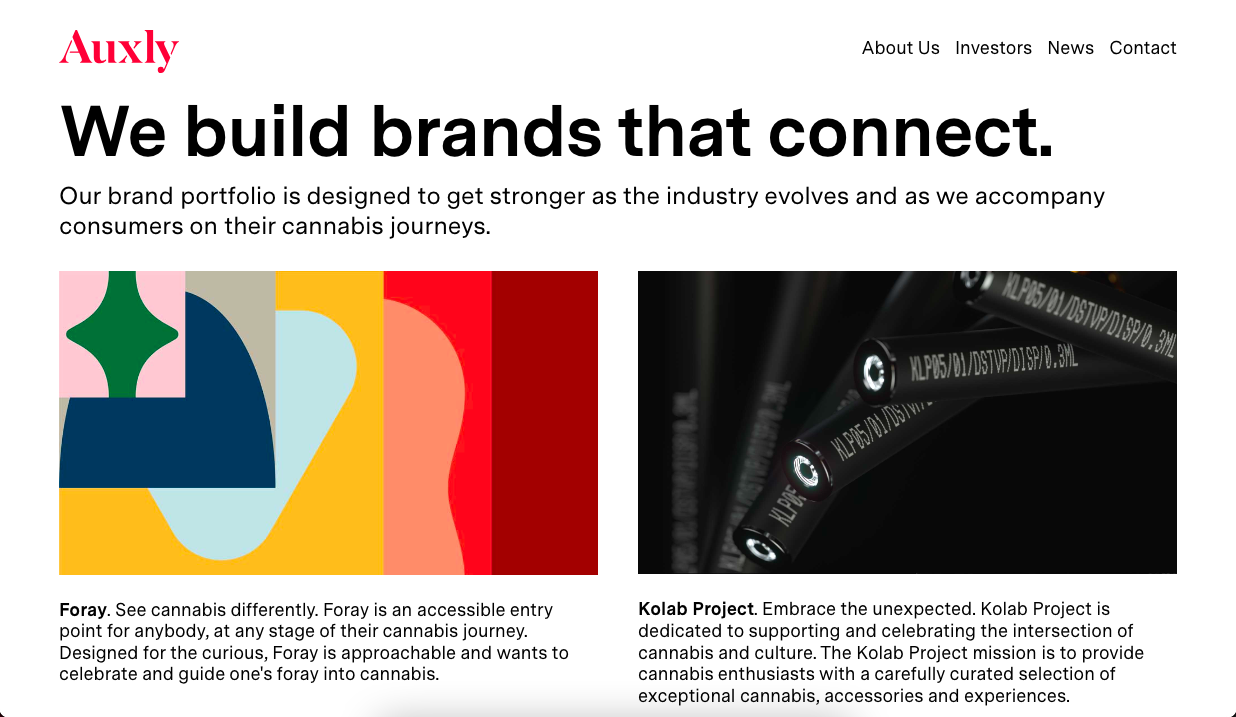 Auxly
About Us Investors News Contact
We build brands that connect.
Our brand portfolio is designed to get stronger as the industry evolves and as we accompany
consumers on their cannabis journeys.
KLP05/01/DSTVP/DISP/0.3ML
KLP05/01/DSTVP/DISP/0.3ML
KLP05/01/DSTVP/
KLP05
Foray. See cannabis differently. Foray is an accessible entry
point for anybody, at any stage of their cannabis journey.
Designed for the curious, Foray is approachable and wants to
celebrate and guide one's foray into cannabis.
Kolab Project. Embrace the unexpected. Kolab Project is
dedicated to supporting and celebrating the intersection of
cannabis and culture. The Kolab Project mission is to provide
cannabis enthusiasts with a carefully curated selection of
exceptional cannabis, accessories and experiences.